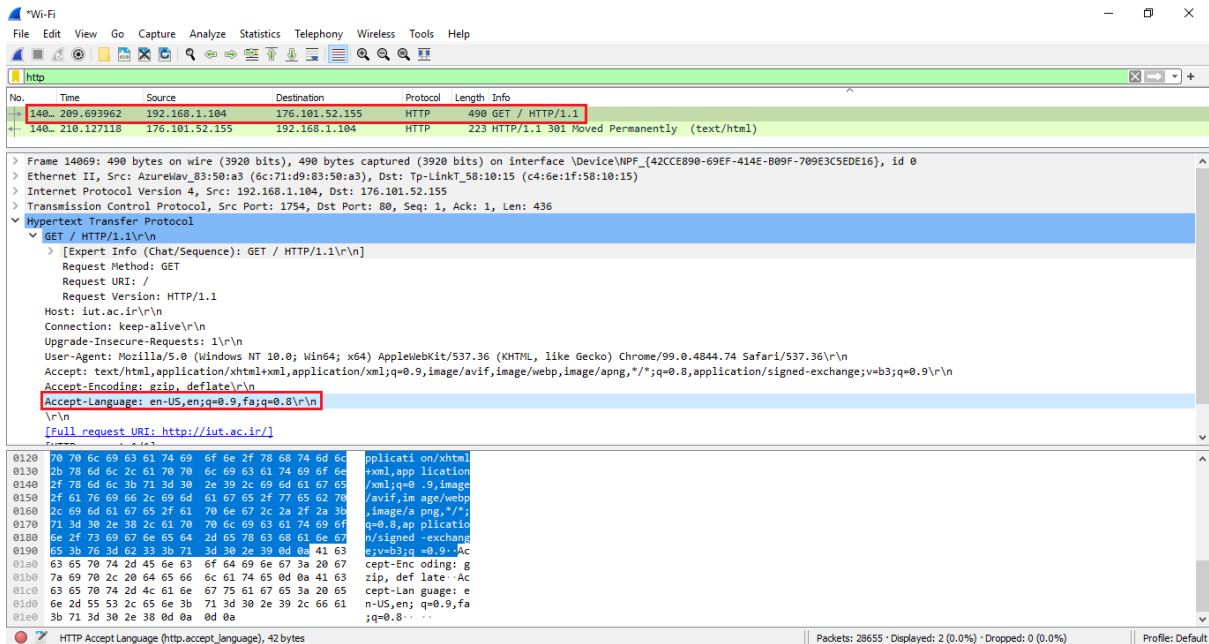 *Wi-Fi
File Edit View Go Capture Analyze Statistics Telephony Wireless Tools Help
http
No. Time Source Destination Protocol Length Info
140… 209.693962 192.168.1.104 176.101.52.155 HTTP 490 GET / HTTP/1.1
140… 210.127118 176.101.52.155 192.168.1.104 HTTP 223 HTTP/1.1 301 Moved Permanently (text/html)
> Frame 14069: 490 bytes on wire (3920 bits), 490 bytes captured (3920 bits) on interface \Device\NPF_{42CCE890-69EF-414E-B09F-709E3C5EDE16}, id 0
> Ethernet II, Src: AzureWav_83:50:a3 (6c:71:d9:83:50:a3), Dst: Tp-LinkT_58:10:15 (c4:6e:1f:58:10:15)
> Internet Protocol Version 4, Src: 192.168.1.104, Dst: 176.101.52.155
> Transmission Control Protocol, Src Port: 1754, Dst Port: 80, Seq: 1, Ack: 1, Len: 436
Hypertext Transfer Protocol
GET / HTTP/1.1\r\n
> [Expert Info (Chat/Sequence): GET / HTTP/1.1\r\n]
Request Method: GET
Request URI: /
Request Version: HTTP/1.1
Host: iut.ac.ir\r\n
Connection: keep-alive\r\n
Upgrade-Insecure-Requests: 1\r\n
User-Agent: Mozilla/5.0 (Windows NT 10.0; Win64; x64) AppleWebKit/537.36 (KHTML, like Gecko) Chrome/99.0.4844.74 Safari/537.36\r\n
Accept: text/html,application/xhtml+xml,application/xml;q=0.9,image/avif,image/webp,image/apng,*/*;q=0.8,application/signed-exchange;v=b3;q=0.9\r\n
Accept-Encoding: gzip, deflate\r\n
Accept-Language: en-US,en;q=0.9,fa;q=0.8\r\n
\r\n
[Full request URI: http://iut.ac.ir/]
0120 70 70 6c 69 63 61 74 69 6f 6e 2f 78 68 74 6d 6c pplicati on/xhtml
0130 2b 78 6d 6c 2c 61 70 70 6c 69 63 61 74 69 6f 6e +xml,app lication
0140 2f 78 6d 6c 3b 71 3d 30 2e 39 2c 69 6d 61 67 65 /xml;q=0 .9,image
0150 2f 61 76 69 66 2c 69 6d 61 67 65 2f 77 65 62 70 /avif,im age/webp
0160 2c 69 6d 61 67 65 2f 61 70 6e 67 2c 2a 2f 2a 3b ,image/a png,*/*;
0170 71 3d 30 2e 38 2c 61 70 70 6c 69 63 61 74 69 6f q=0.8,ap plicatio
0180 6e 2f 73 69 67 6e 65 64 2d 65 78 63 68 61 6e 67 n/signed -exchang
0190 65 3b 76 3d 62 33 3b 71 3d 30 2e 39 0d 0a 41 63 e;v=b3;q =0.9··Ac
01a0 63 65 70 74 2d 45 6e 63 6f 64 69 6e 67 3a 20 67 cept-Enc oding: g
01b0 7a 69 70 2c 20 64 65 66 6c 61 74 65 0d 0a 41 63 zip, def late··Ac
01c0 63 65 70 74 2d 4c 61 6e 67 75 61 67 65 3a 20 65 cept-Lan guage: e
01d0 6e 2d 55 53 2c 65 6e 3b 71 3d 30 2e 39 2c 66 61 n-US,en; q=0.9,fa
01e0 3b 71 3d 30 2e 38 0d 0a 0d 0a ;q=0.8·· ··
HTTP Accept Language (http.accept_language), 42 bytes Packets: 28655 · Displayed: 2 (0.0%) · Dropped: 0 (0.0%) Profile: Default